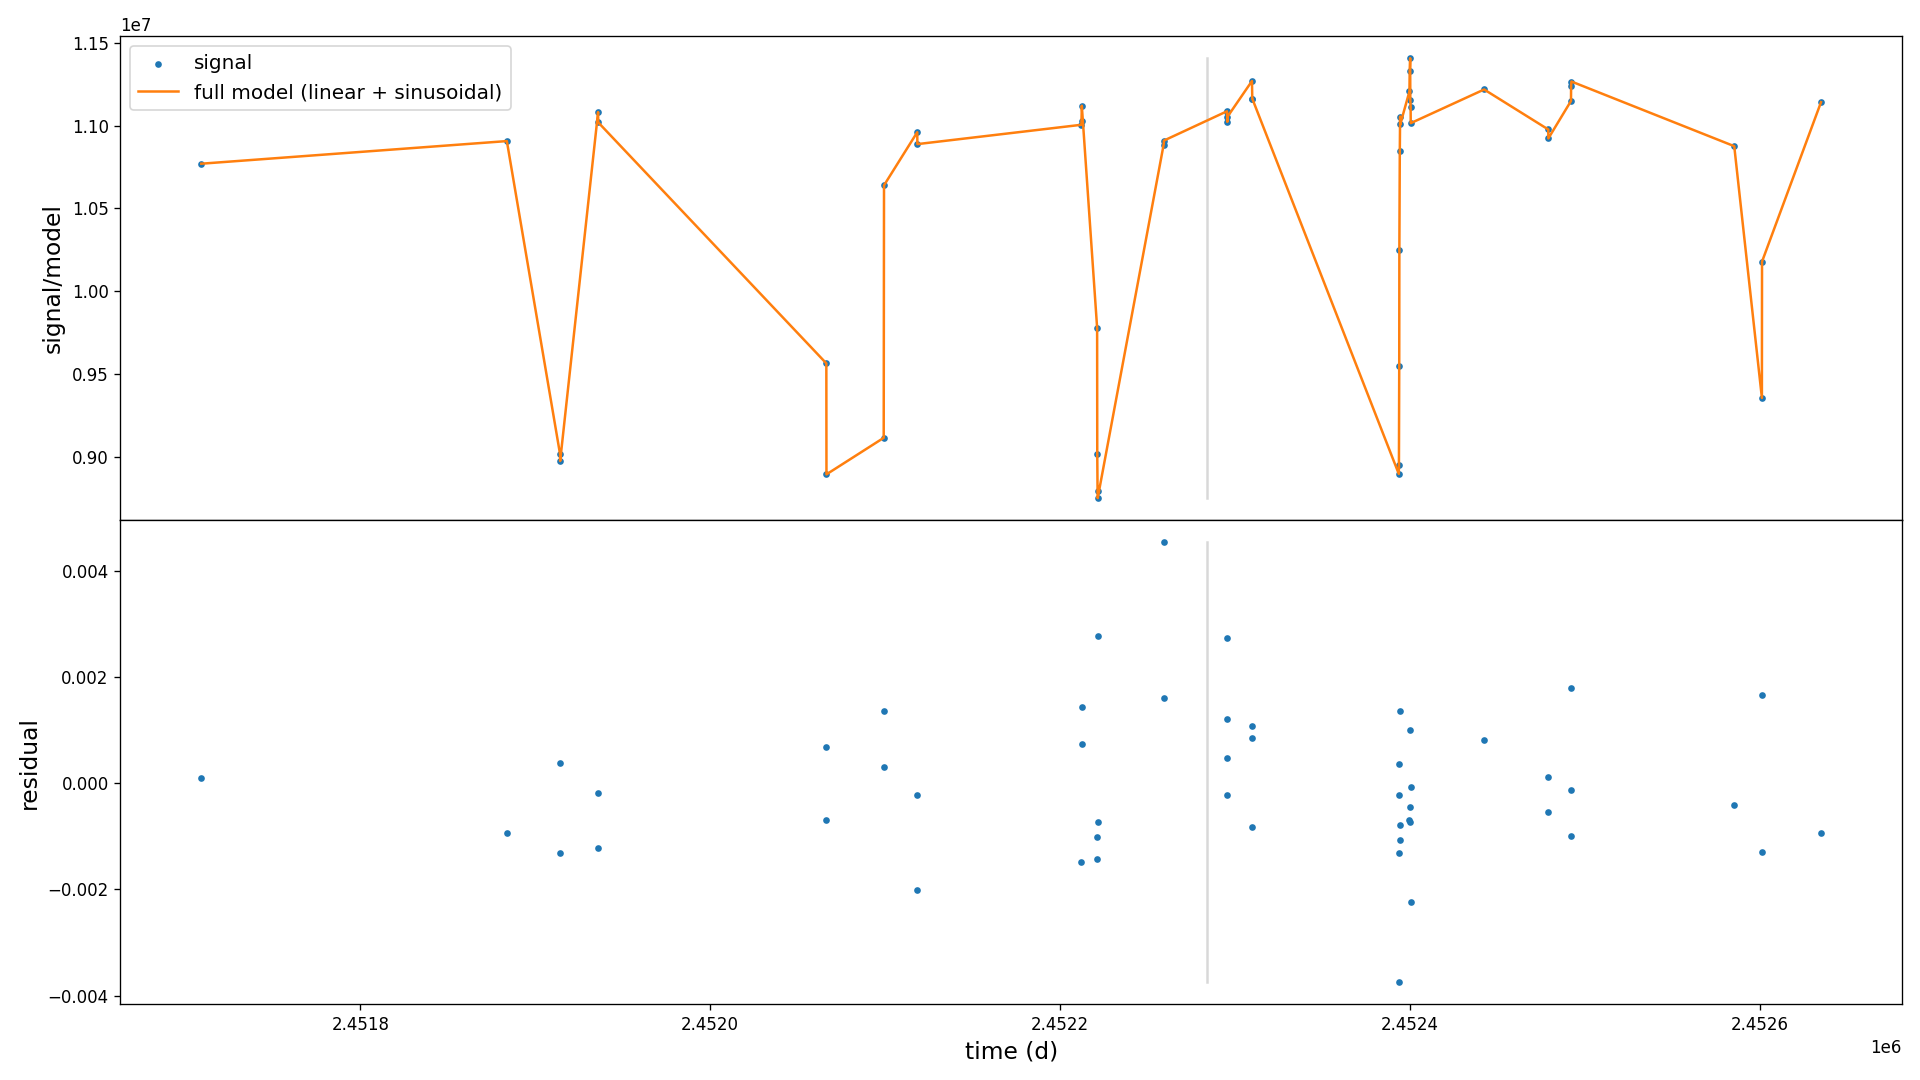 1e7
1.15
1.10
1.05
1.00
0.95
0.90
signal/model
signal
full model (linear + sinusoidal)
0.004
0.002
0.000
−0.002
−0.004
residual
2.4518
2.4520
2.4522
2.4524
2.4526
time (d)
1e6